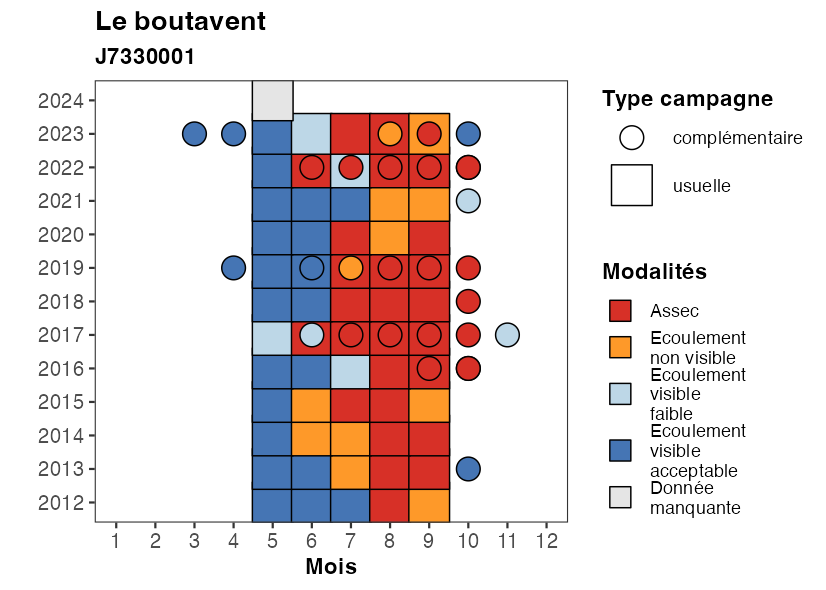 Le boutavent
J7330001
2024
2023
2022
2021
2020
2019
2018
2017
2016
2015
2014
2013
2012
1 2 3 4 5 6 7 8 9 10 11 12
Mois
Type campagne
complémentaire
usuelle
Modalités
Assec
Ecoulement
non visible
Ecoulement
visible
faible
Ecoulement
visible
acceptable
Donnée
manquante